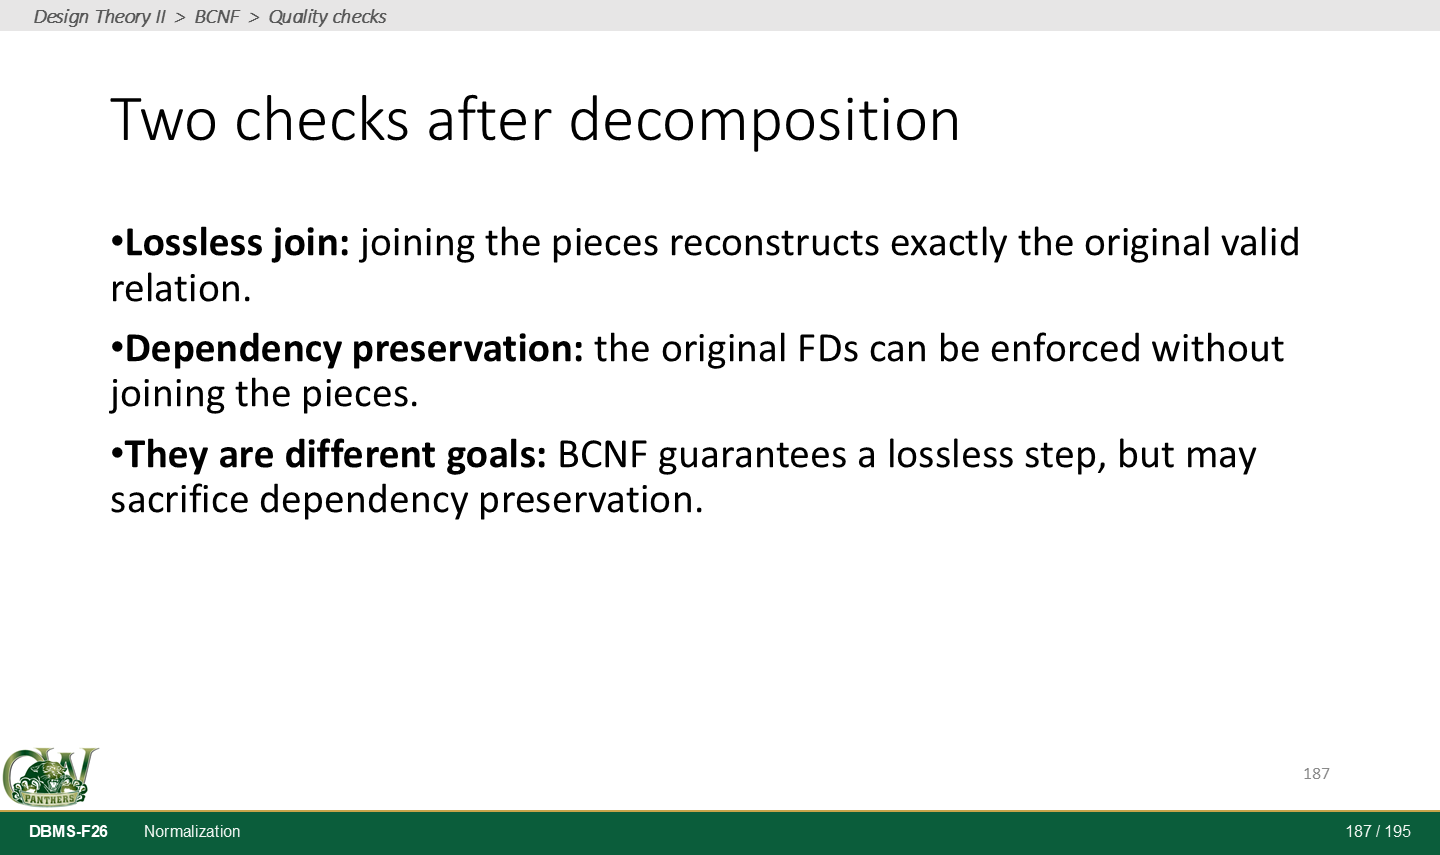 Design Theory II > BCNF > Quality checks
Two checks after decomposition
•Lossless join: joining the pieces reconstructs exactly the original valid
relation.
•Dependency preservation: the original FDs can be enforced without
joining the pieces.
•They are different goals: BCNF guarantees a lossless step, but may
sacrifice dependency preservation.
OW
PANTHERS
187
DBMS-F26 Normalization 187 / 195